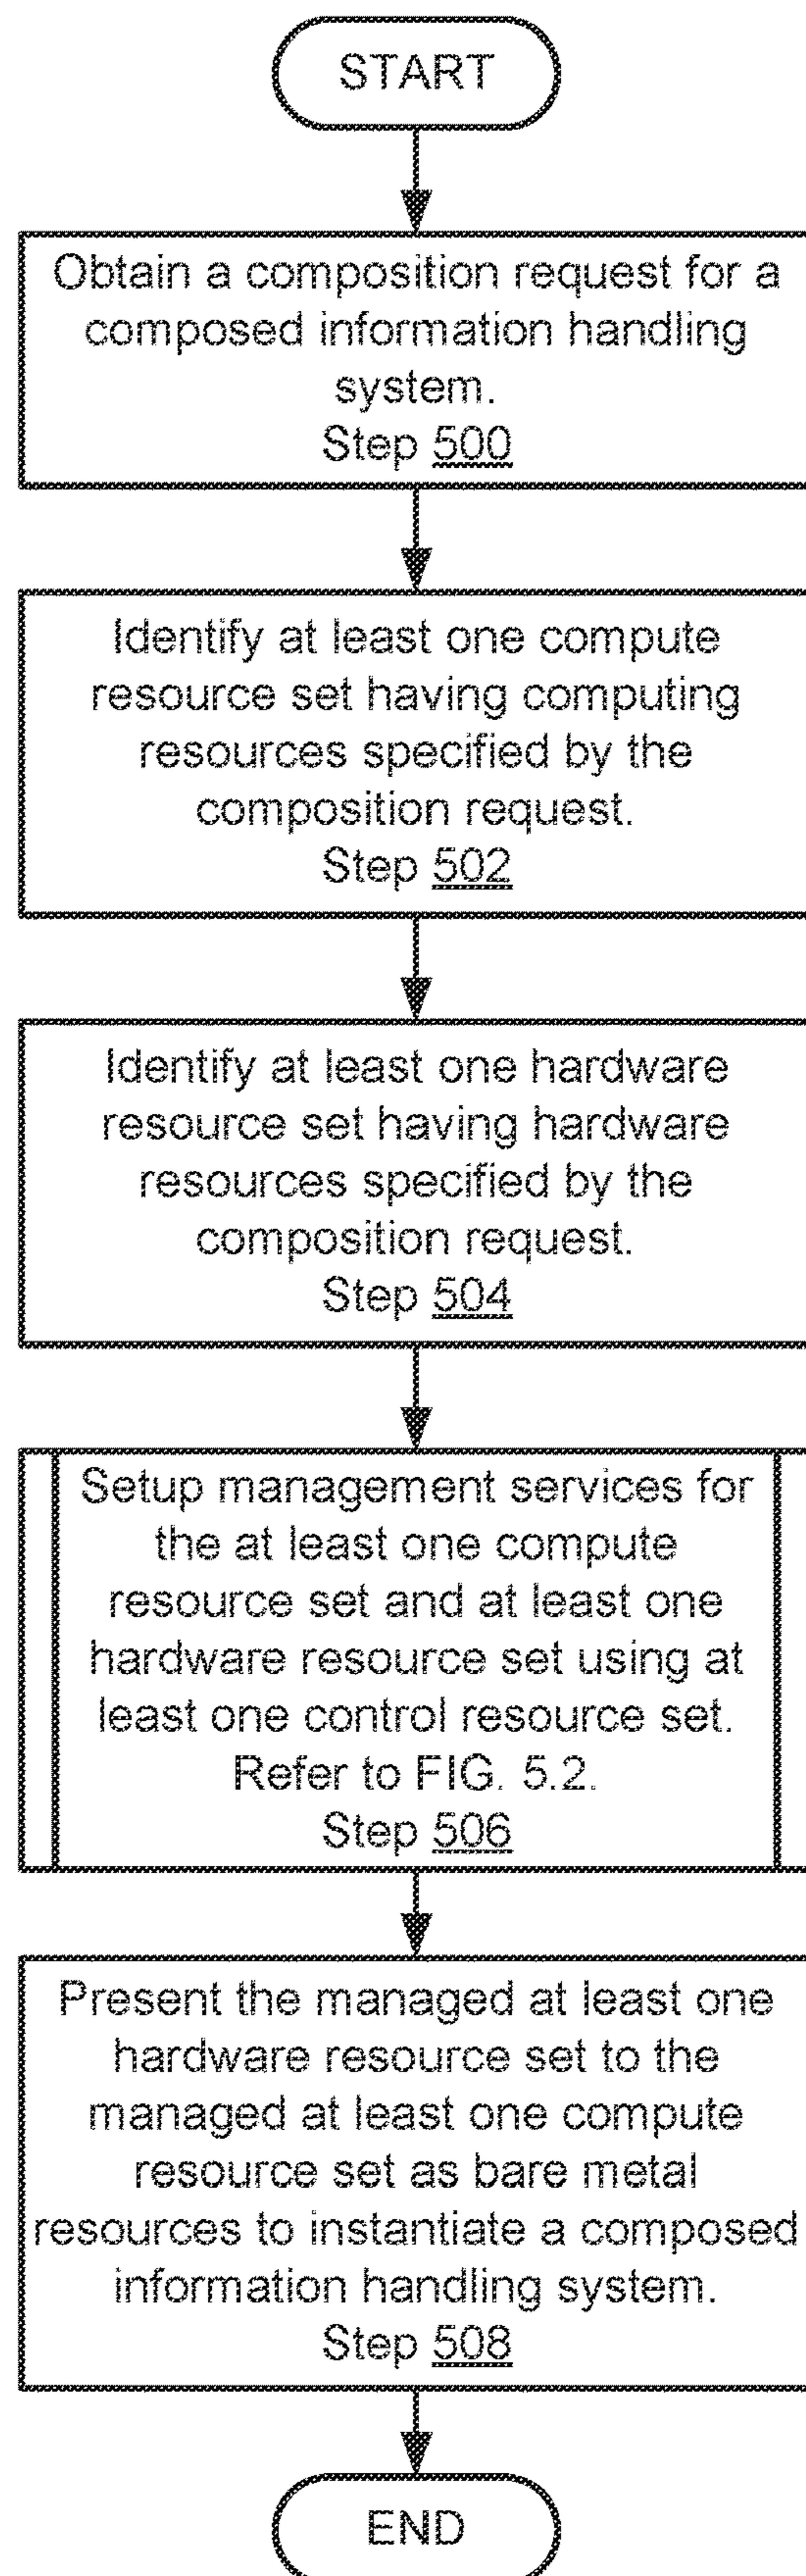 START
Obtain a composition request for a
composed information handling
system.
Step 500
Identify at least one compute
resource set having computing
resources specified by the
composition request.
Step 502
Identify at least one hardware
resource set having hardware
resources specified by the
composition request.
Step 504
Setup management services for
the at least one compute
resource set and at least one
hardware resource set using at
least one control resource set.
Refer to FIG. 5.2.
Step 506
Present the managed at least one
hardware resource set to the
managed at least one compute
resource set as bare metal
resources to instantiate a composed
information handling system.
Step 508
END